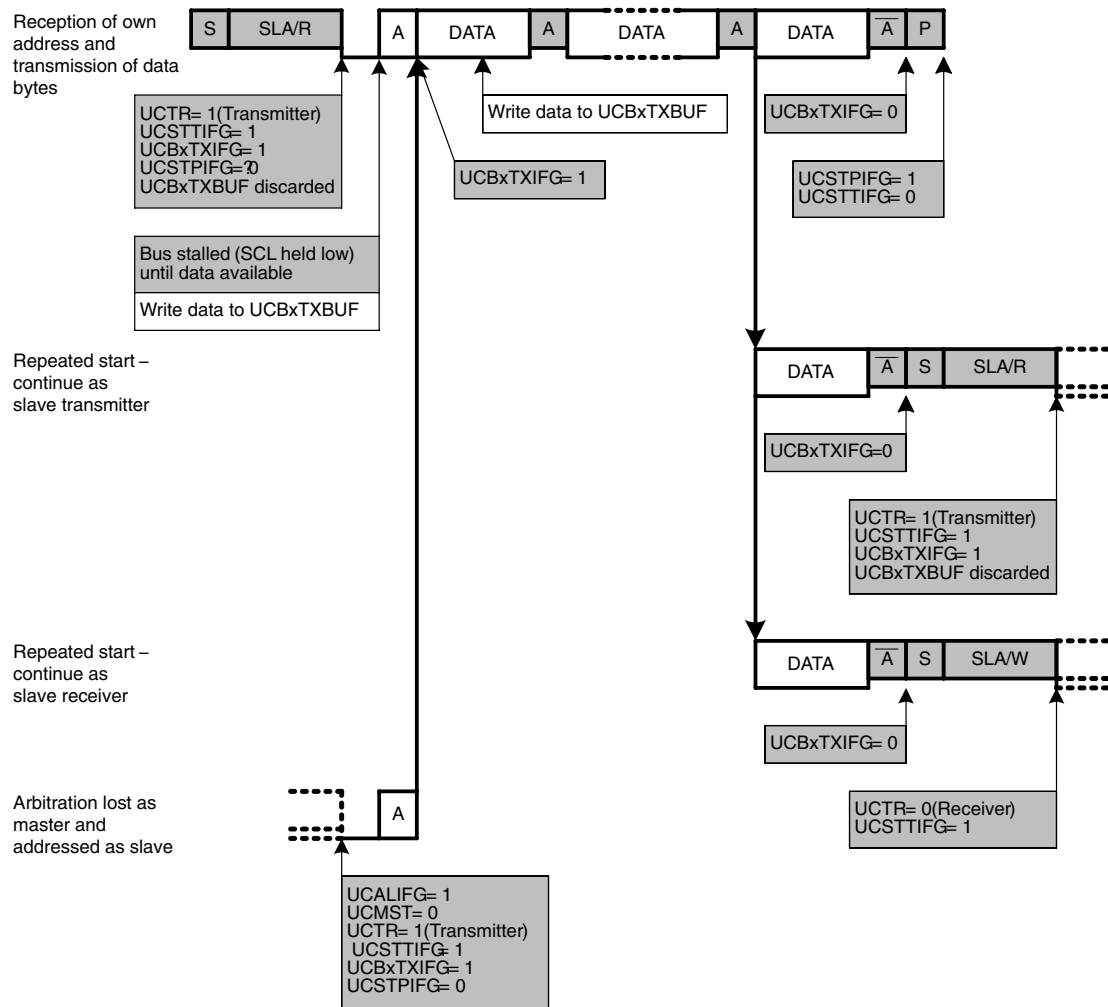 Reception of own
address and
transmission of data
bytes
S SLA/R A DATA A DATA A DATA A P
UCTR= 1(Transmitter)
UCSTTIFG= 1
UCBxTXIFG= 1
UCSTPIFG=?0
UCBxTXBUF discarded
Write data to UCBxTXBUF
UCBxTXIFG= 1
UCBxTXIFG= 0
UCSTPIFG= 1
UCSTTIFG= 0
Bus stalled (SCL held low)
until data available
Write data to UCBxTXBUF
Repeated start –
continue as
slave transmitter
DATA A S SLA/R
UCBxTXIFG=0
UCTR= 1(Transmitter)
UCSTTIFG= 1
UCBxTXIFG= 1
UCBxTXBUF discarded
Repeated start –
continue as
slave receiver
DATA A S SLA/W
UCBxTXIFG= 0
UCTR= 0(Receiver)
UCSTTIFG= 1
Arbitration lost as
master and
addressed as slave
A
UCALIFG= 1
UCMST= 0
UCTR= 1(Transmitter)
UCSTTIFG= 1
UCBxTXIFG= 1
UCSTPIFG= 0